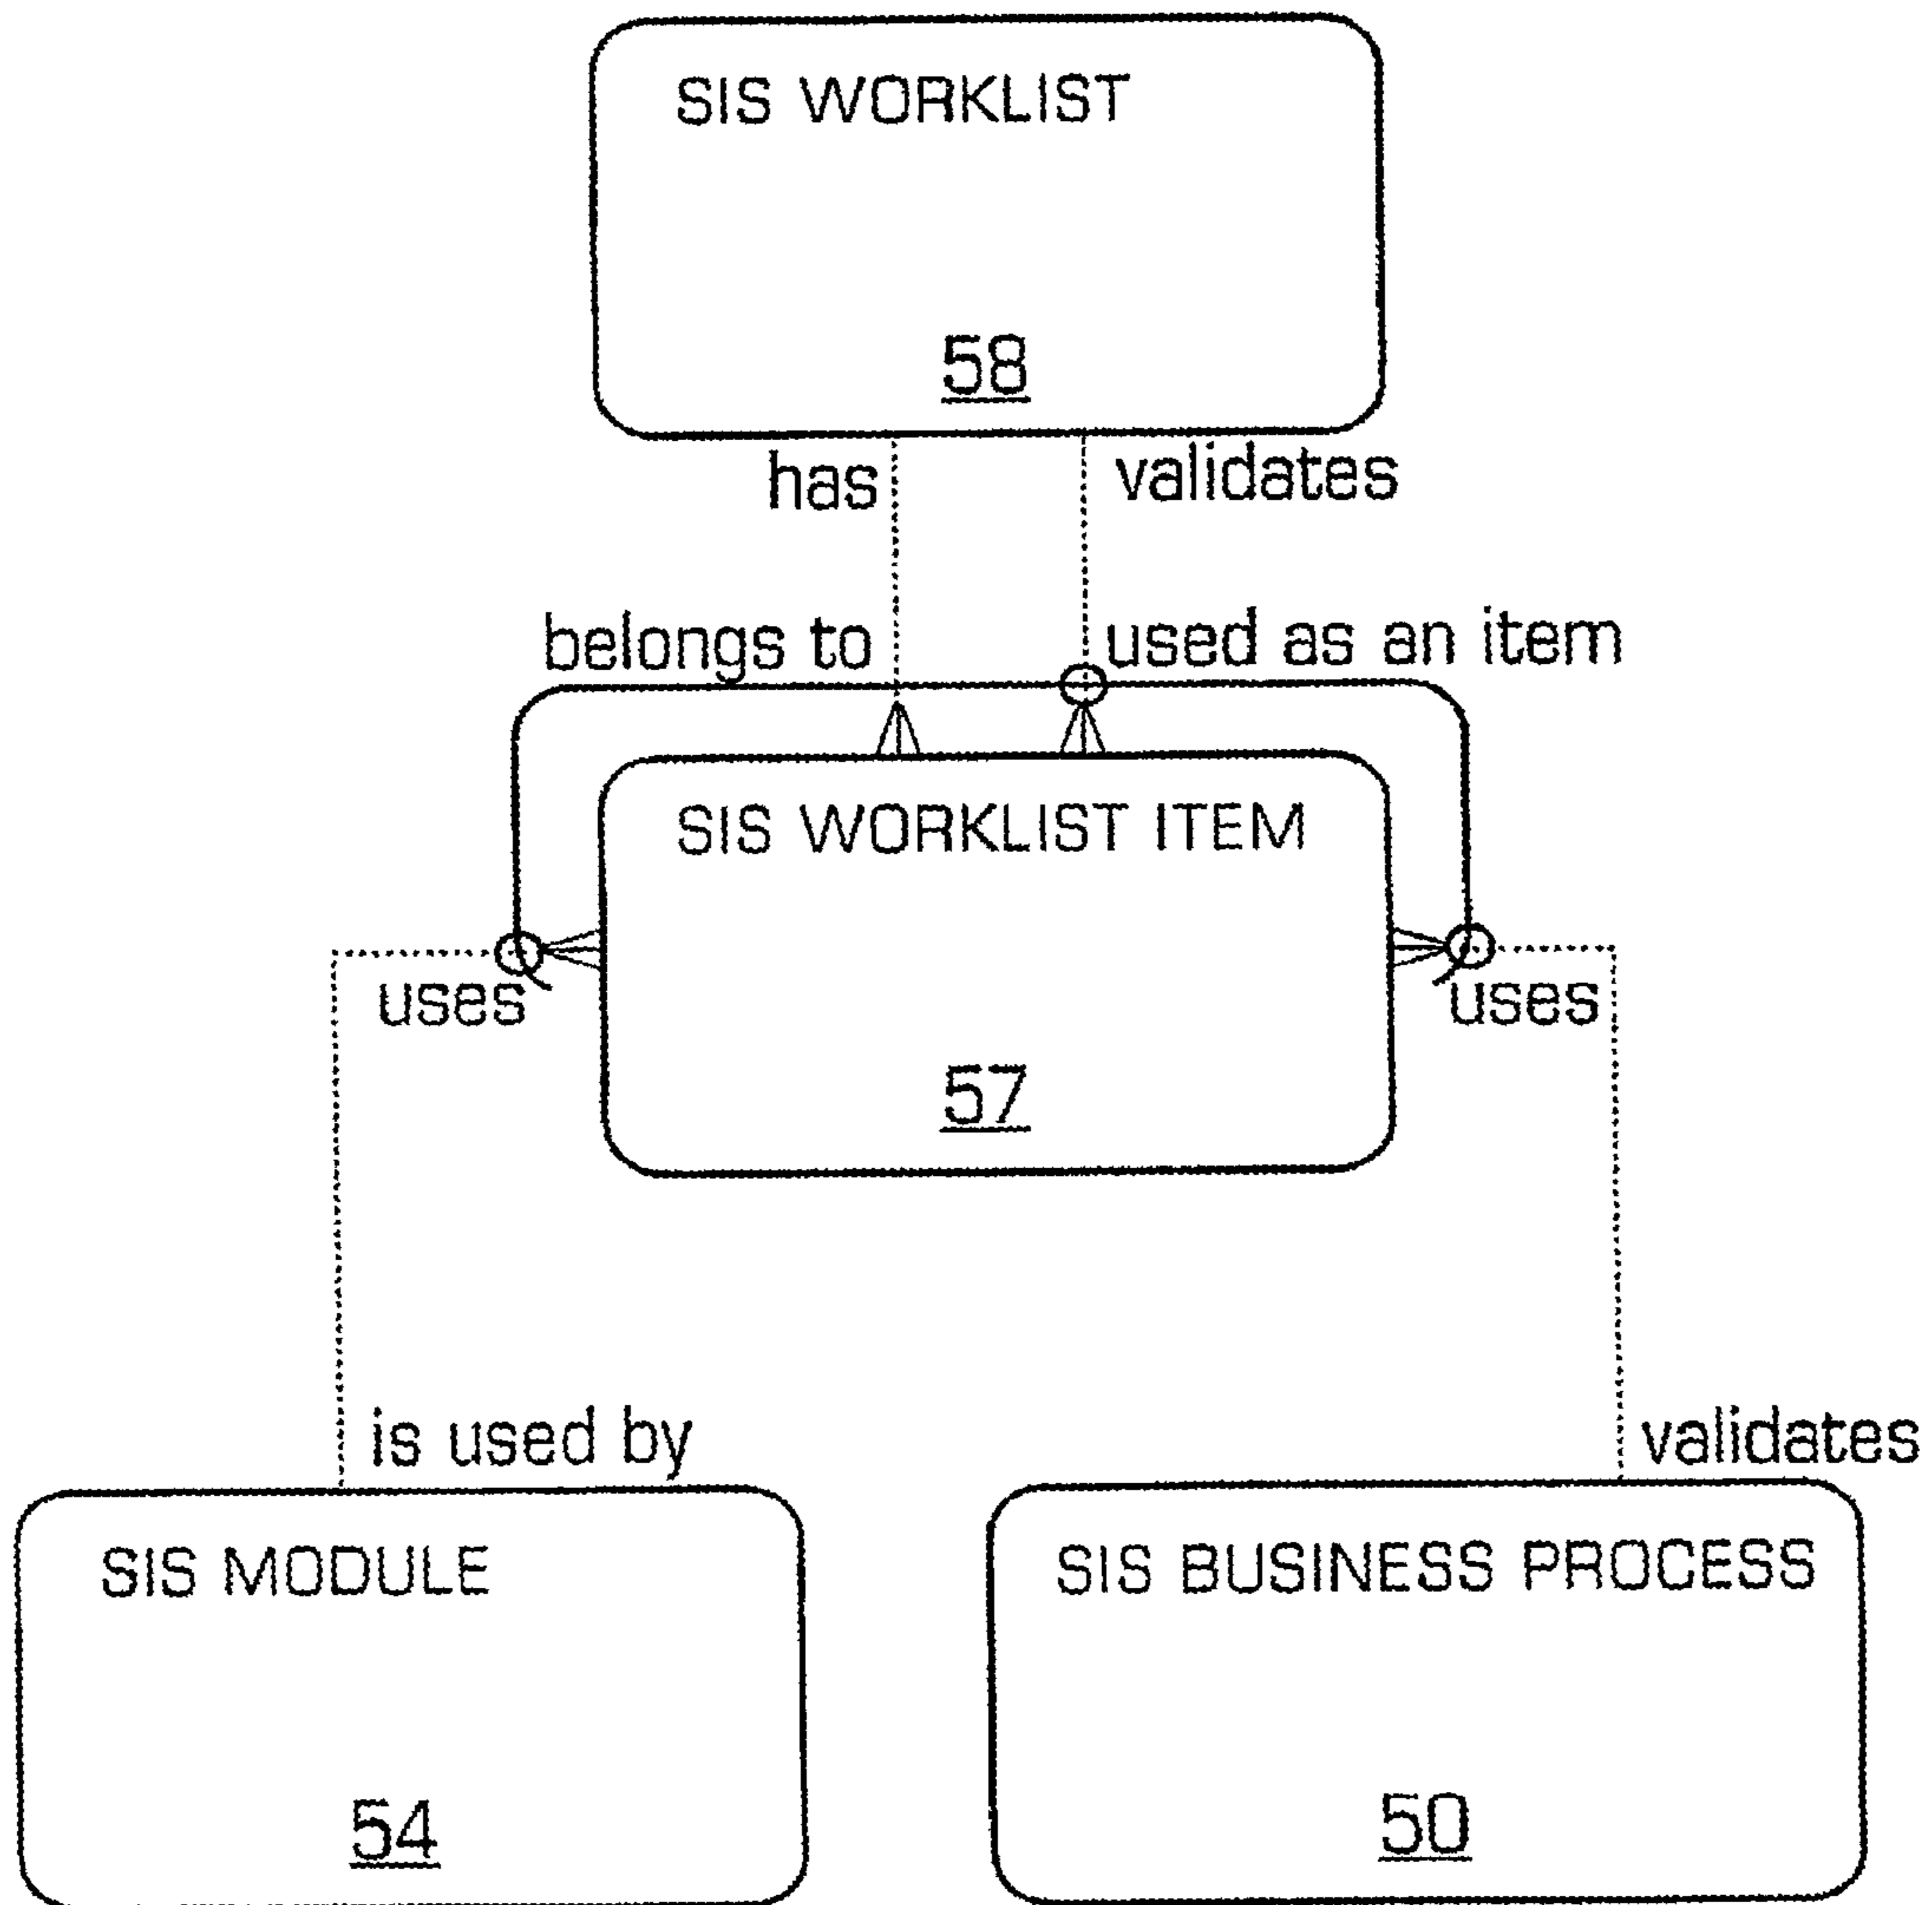 SIS WORKLIST
58
has
validates
belongs to
used as an item
SIS WORKLIST ITEM
uses
uses
57
is used by
validates
SIS MODULE
SIS BUSINESS PROCESS
54
50